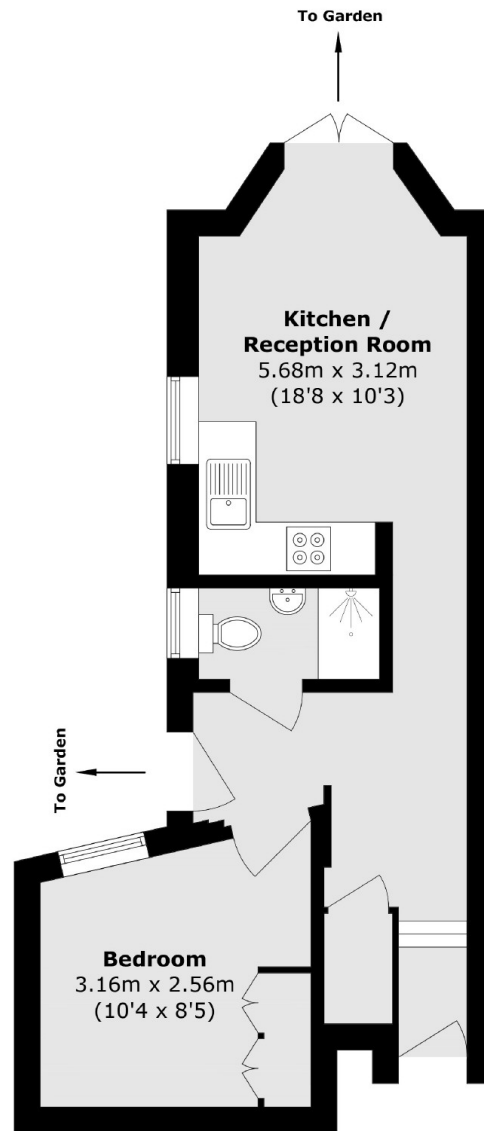 To Garden
Kitchen /
Reception Room
5.68m x 3.12m
(18'8 x 10'3)
To Garden
Bedroom
3.16m x 2.56m
(10'4 x 8'5)